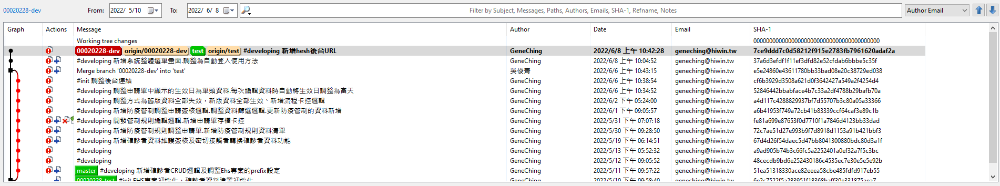 00020228-dev From: 2022/ 5/10 To: 2022/ 6/ 8 Filter by Subject, Messages, Paths, Authors, Emails, SHA-1, Refname, Notes Author Email
Graph Actions Message Author Date Email SHA-1
Working tree changes 0000000000000000000000000000000000000000
00020228-dev origin/00020228-dev test origin/test #developing 新增hesh後台URL GeneChing 2022/6/8 上午 10:42:28 geneching@hiwin.tw 7ce9ddd7c0d58212f915e2783fb7961620adaf2a
#developing 新增系統整體選單畫面.調整為自動登入使用方法 GeneChing 2022/6/8 上午 10:04:52 geneching@hiwin.tw 37a6d3efdf1f11ef3dfd82e52cfdab6bbbe5c35f
Merge branch '00020228-dev' into 'test' 吳俊青 2022/6/6 上午 10:43:15 geneching@hiwin.tw e5e24860e43611780bb33bad08e20c38729ed038
#init 調整後台連結 GeneChing 2022/6/6 上午 10:38:54 geneching@hiwin.tw cf6b3929d3508a621d0f3642427a549a2f4254d4
#developing 調整申請單中顯示的生效日為單頭資料.每次編輯資料時自動將生效日調整為當天 GeneChing 2022/6/6 上午 10:34:52 geneching@hiwin.tw 52846442bbabface4b7c33a2df4788b29bafb70a
#developing 調整方式為舊版資料全部失效，新版資料全部生效、新增流程卡控邏輯 GeneChing 2022/6/2 下午 05:24:00 geneching@hiwin.tw a4d117c4288829937bf7d55707b3c80a05a33366
#developing 新增防疫管制調整申請簽核邏輯.調整資料篩選邏輯.更新防疫管制的資料新增 GeneChing 2022/6/1 下午 09:05:57 geneching@hiwin.tw a6b41953f749a72cb41b83339ccf64caf3e89c1b
#developing 開發管制規則編輯邏輯.新增申請單存檔卡控 GeneChing 2022/5/31 下午 07:07:18 geneching@hiwin.tw fe81a699e87653f0d7710f1a7846d4123bb33dad
#developing 新增防疫管制規則調整申請單.新增防疫管制規則資料清單 GeneChing 2022/5/30 下午 09:28:50 geneching@hiwin.tw 72c7ae51d27e993b9f7d8918d1153a91b421bbf3
#developing 新增確診者資料維護簽核及密切接觸者轉換確診者資料功能 GeneChing 2022/5/19 下午 06:14:51 geneching@hiwin.tw 67d4d26f54daec5d47bb8041300880bdc80d3a1f
#developing GeneChing 2022/5/13 下午 05:52:32 geneching@hiwin.tw a9ad905b74b3c66fc5a2252401a0ef32a7f5c3bc
#developing GeneChing 2022/5/12 下午 09:05:52 geneching@hiwin.tw 48cecdb9bd6e252430186c4535ec7e30e5e5e92b
master #developing 新增確診者CRUD邏輯及調整Ehs專案的prefix設定 GeneChing 2022/5/11 下午 09:57:22 geneching@hiwin.tw 51ea51318330ace82eeea58cbe485fdfd917eb55
00020228-test #init EHS專案初始化，確診者資料建置初始化 GeneChing 2022/5/10 下午 09:58:40 geneching@hiwin.tw 6e2c7522f5a283951f18368baff30e331875aea7